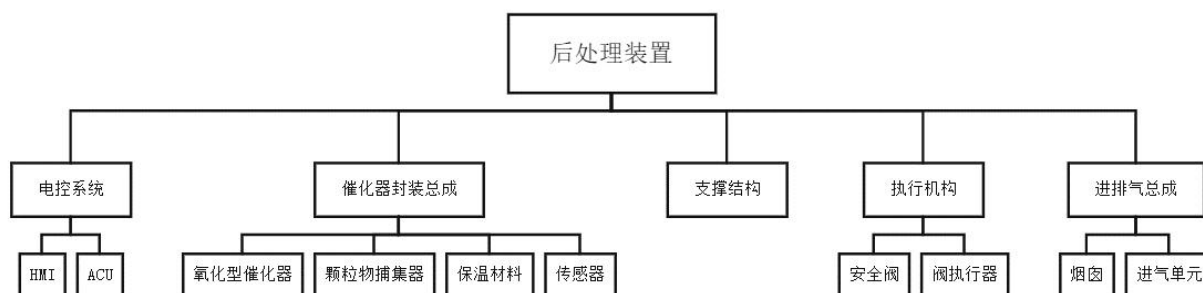 后处理装置
电控系统
催化器封装总成
支撑结构
执行机构
进排气总成
HMI
ACU
氧化型催化器
颗粒物捕集器
保温材料
传感器
安全阀
阀执行器
烟囱
进气单元